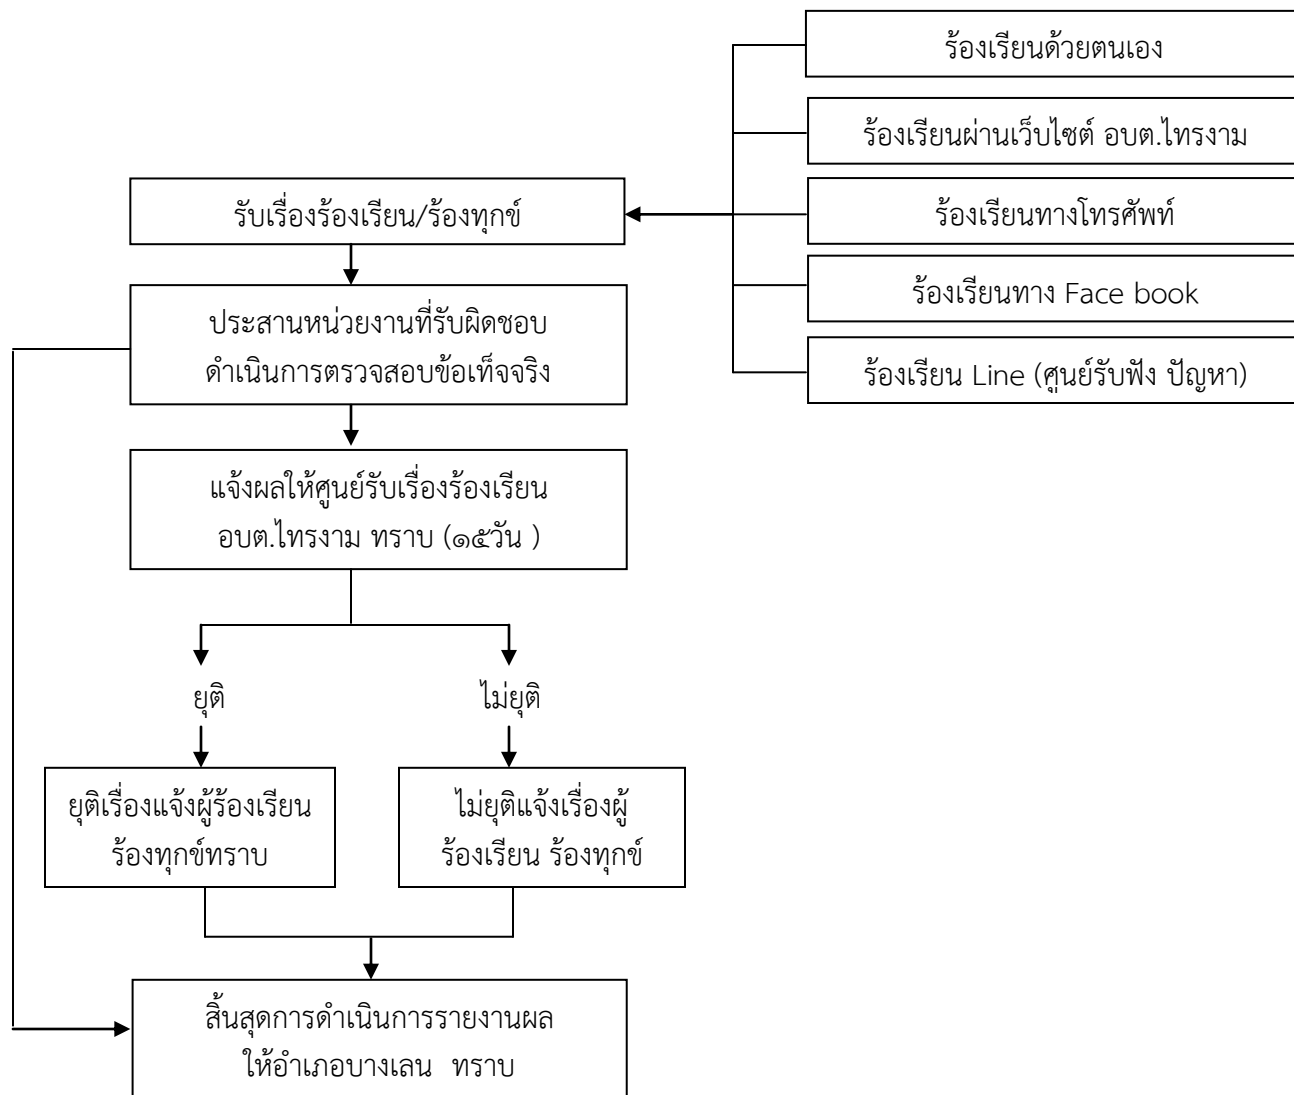 ร้องเรียนด้วยตนเอง
ร้องเรียนผ่านเว็บไซต์ อบต.ไทรงาม
รับเรื่องร้องเรียน/ร้องทุกข์
ร้องเรียนทางโทรศัพท์
ร้องเรียนทาง Face book
ร้องเรียน Line (ศูนย์รับฟัง ปัญหา)
ประสานหน่วยงานที่รับผิดชอบ
ดำเนินการตรวจสอบข้อเท็จจริง
แจ้งผลให้ศูนย์รับเรื่องร้องเรียน
อบต.ไทรงาม ทราบ (๑๕วัน )
ยุติ
ไม่ยุติ
ยุติเรื่องแจ้งผู้ร้องเรียน
ร้องทุกข์ทราบ
ไม่ยุติแจ้งเรื่องผู้
ร้องเรียน ร้องทุกข์
สิ้นสุดการดำเนินการรายงานผล
ให้อำเภอบางเลน ทราบ